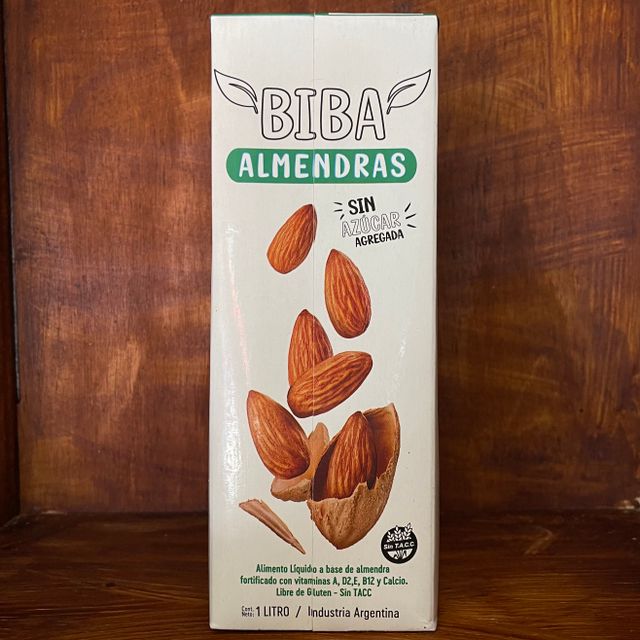 BIBA
ALMENDRAS
SIN
AZÚCAR
AGREGADA
Sin T.A.C.C
Alimento Líquido a base de almendra
fortificado con vitaminas A, D2,E, B12 y Calcio.
Libre de Gluten - Sin TACC
Cont. Neto: 1 LITRO / Industria Argentina